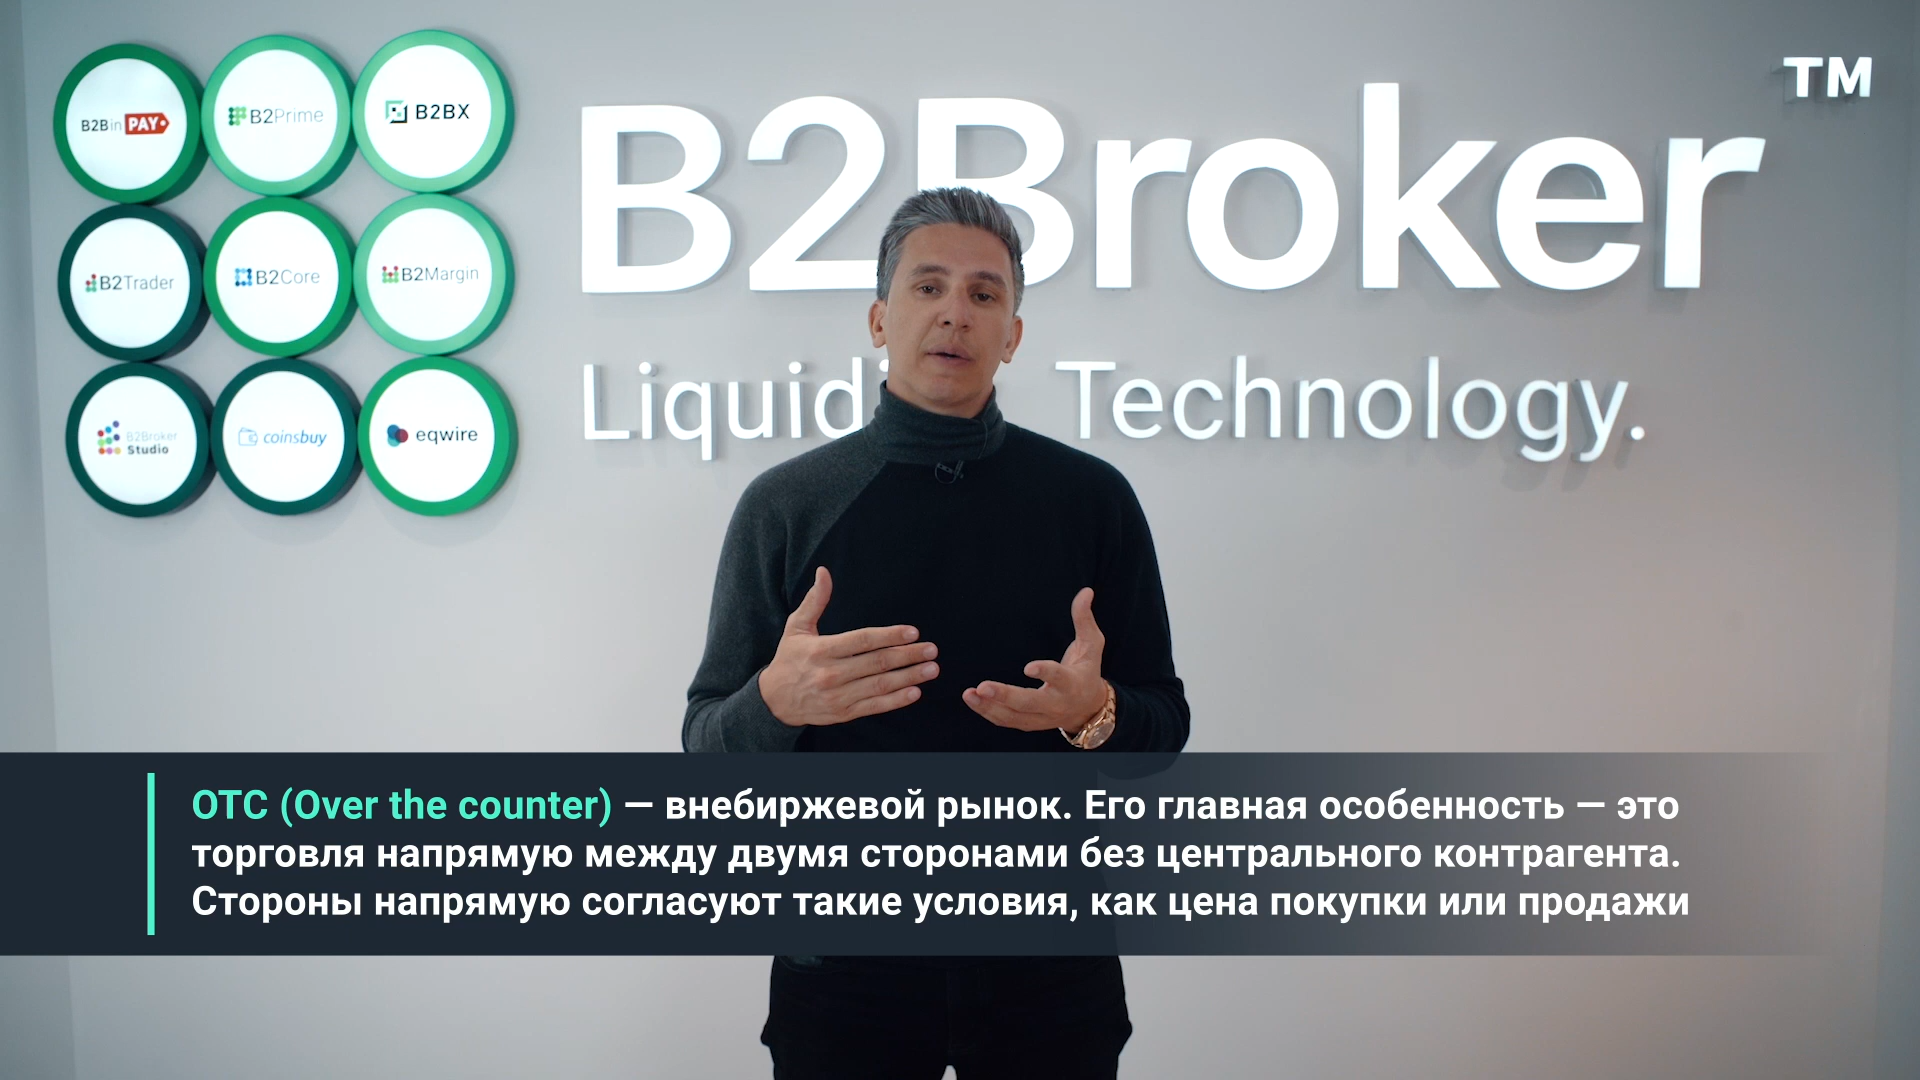 B2BinPAY
B2Prime
B2BX
B2Trader
B2Core
B2Margin
B2Broker
Studio
coinsbuy
eqwire
B2Broker
TM
Liquidi Technology.
OTC (Over the counter) — внебиржевой рынок. Его главная особенность — это
торговля напрямую между двумя сторонами без центрального контрагента.
Стороны напрямую согласуют такие условия, как цена покупки или продажи